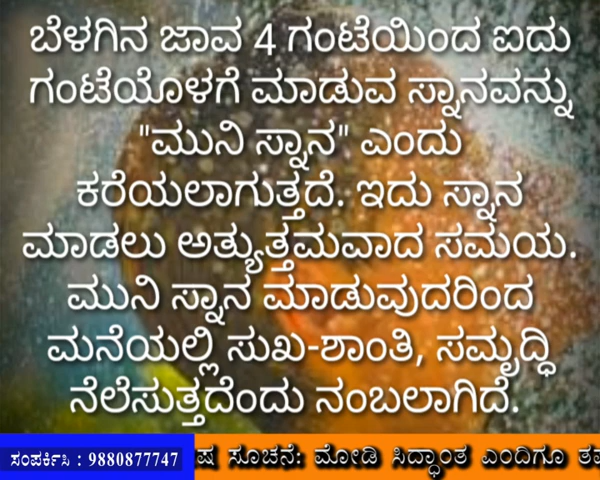 ಬೆಳಗಿನ ಜಾವ 4 ಗಂಟೆಯಿಂದ ಐದು
ಗಂಟೆಯೊಳಗೆ ಮಾಡುವ ಸ್ನಾನವನ್ನು
"ಮುನಿ ಸ್ನಾನ" ಎಂದು
ಕರೆಯಲಾಗುತ್ತದೆ. ಇದು ಸ್ನಾನ
ಮಾಡಲು ಅತ್ಯುತ್ತಮವಾದ ಸಮಯ.
ಮುನಿ ಸ್ನಾನ ಮಾಡುವುದರಿಂದ
ಮನೆಯಲ್ಲಿ ಸುಖ-ಶಾಂತಿ, ಸಮೃದ್ಧಿ
ನೆಲೆಸುತ್ತದೆಂದು ನಂಬಲಾಗಿದೆ.
ಸಂಪರ್ಕಿಸಿ : 9880877747 ಸೂಚನೆ: ಮೋಡಿ ಸಿದ್ಧಾಂತ ಎಂದಿಗೂ